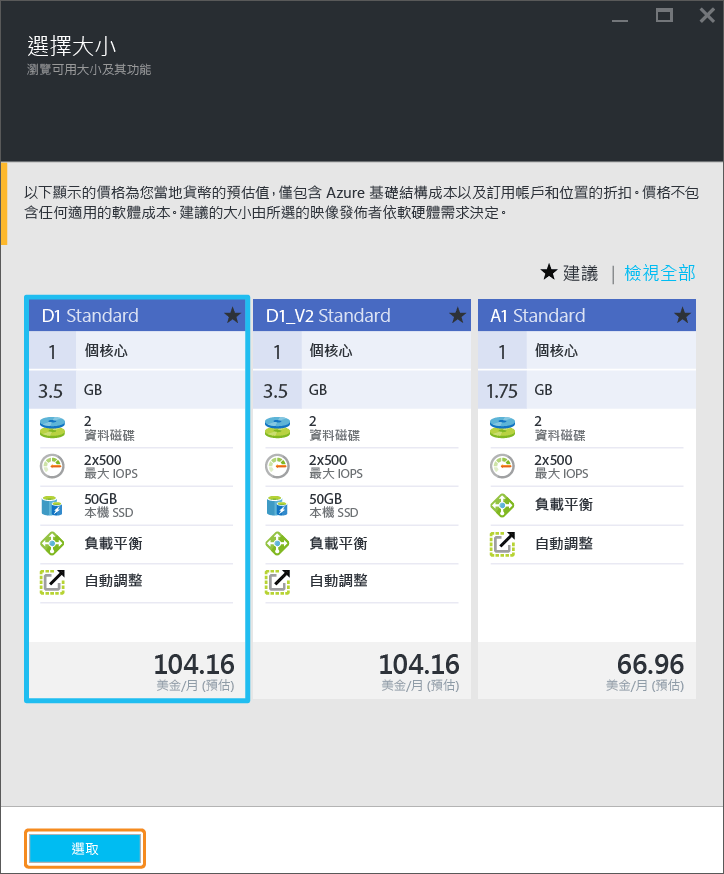 選擇大小
瀏覽可用大小及其功能
以下顯示的價格為您當地貨幣的預估值，僅包含 Azure 基礎結構成本以及訂用帳戶和位置的折扣。價格不包
含任何適用的軟體成本。建議的大小由所選的映像發佈者依軟硬體需求決定。
★ 建議 | 檢視全部
D1 Standard ★
1 個核心
3.5 GB
2
資料磁碟
2x500
最大 IOPS
50GB
本機 SSD
負載平衡
自動調整
104.16
美金/月 (預估)
D1_V2 Standard ★
1 個核心
3.5 GB
2
資料磁碟
2x500
最大 IOPS
50GB
本機 SSD
負載平衡
自動調整
104.16
美金/月 (預估)
A1 Standard ★
1 個核心
1.75 GB
2
資料磁碟
2x500
最大 IOPS
負載平衡
自動調整
66.96
美金/月 (預估)
選取